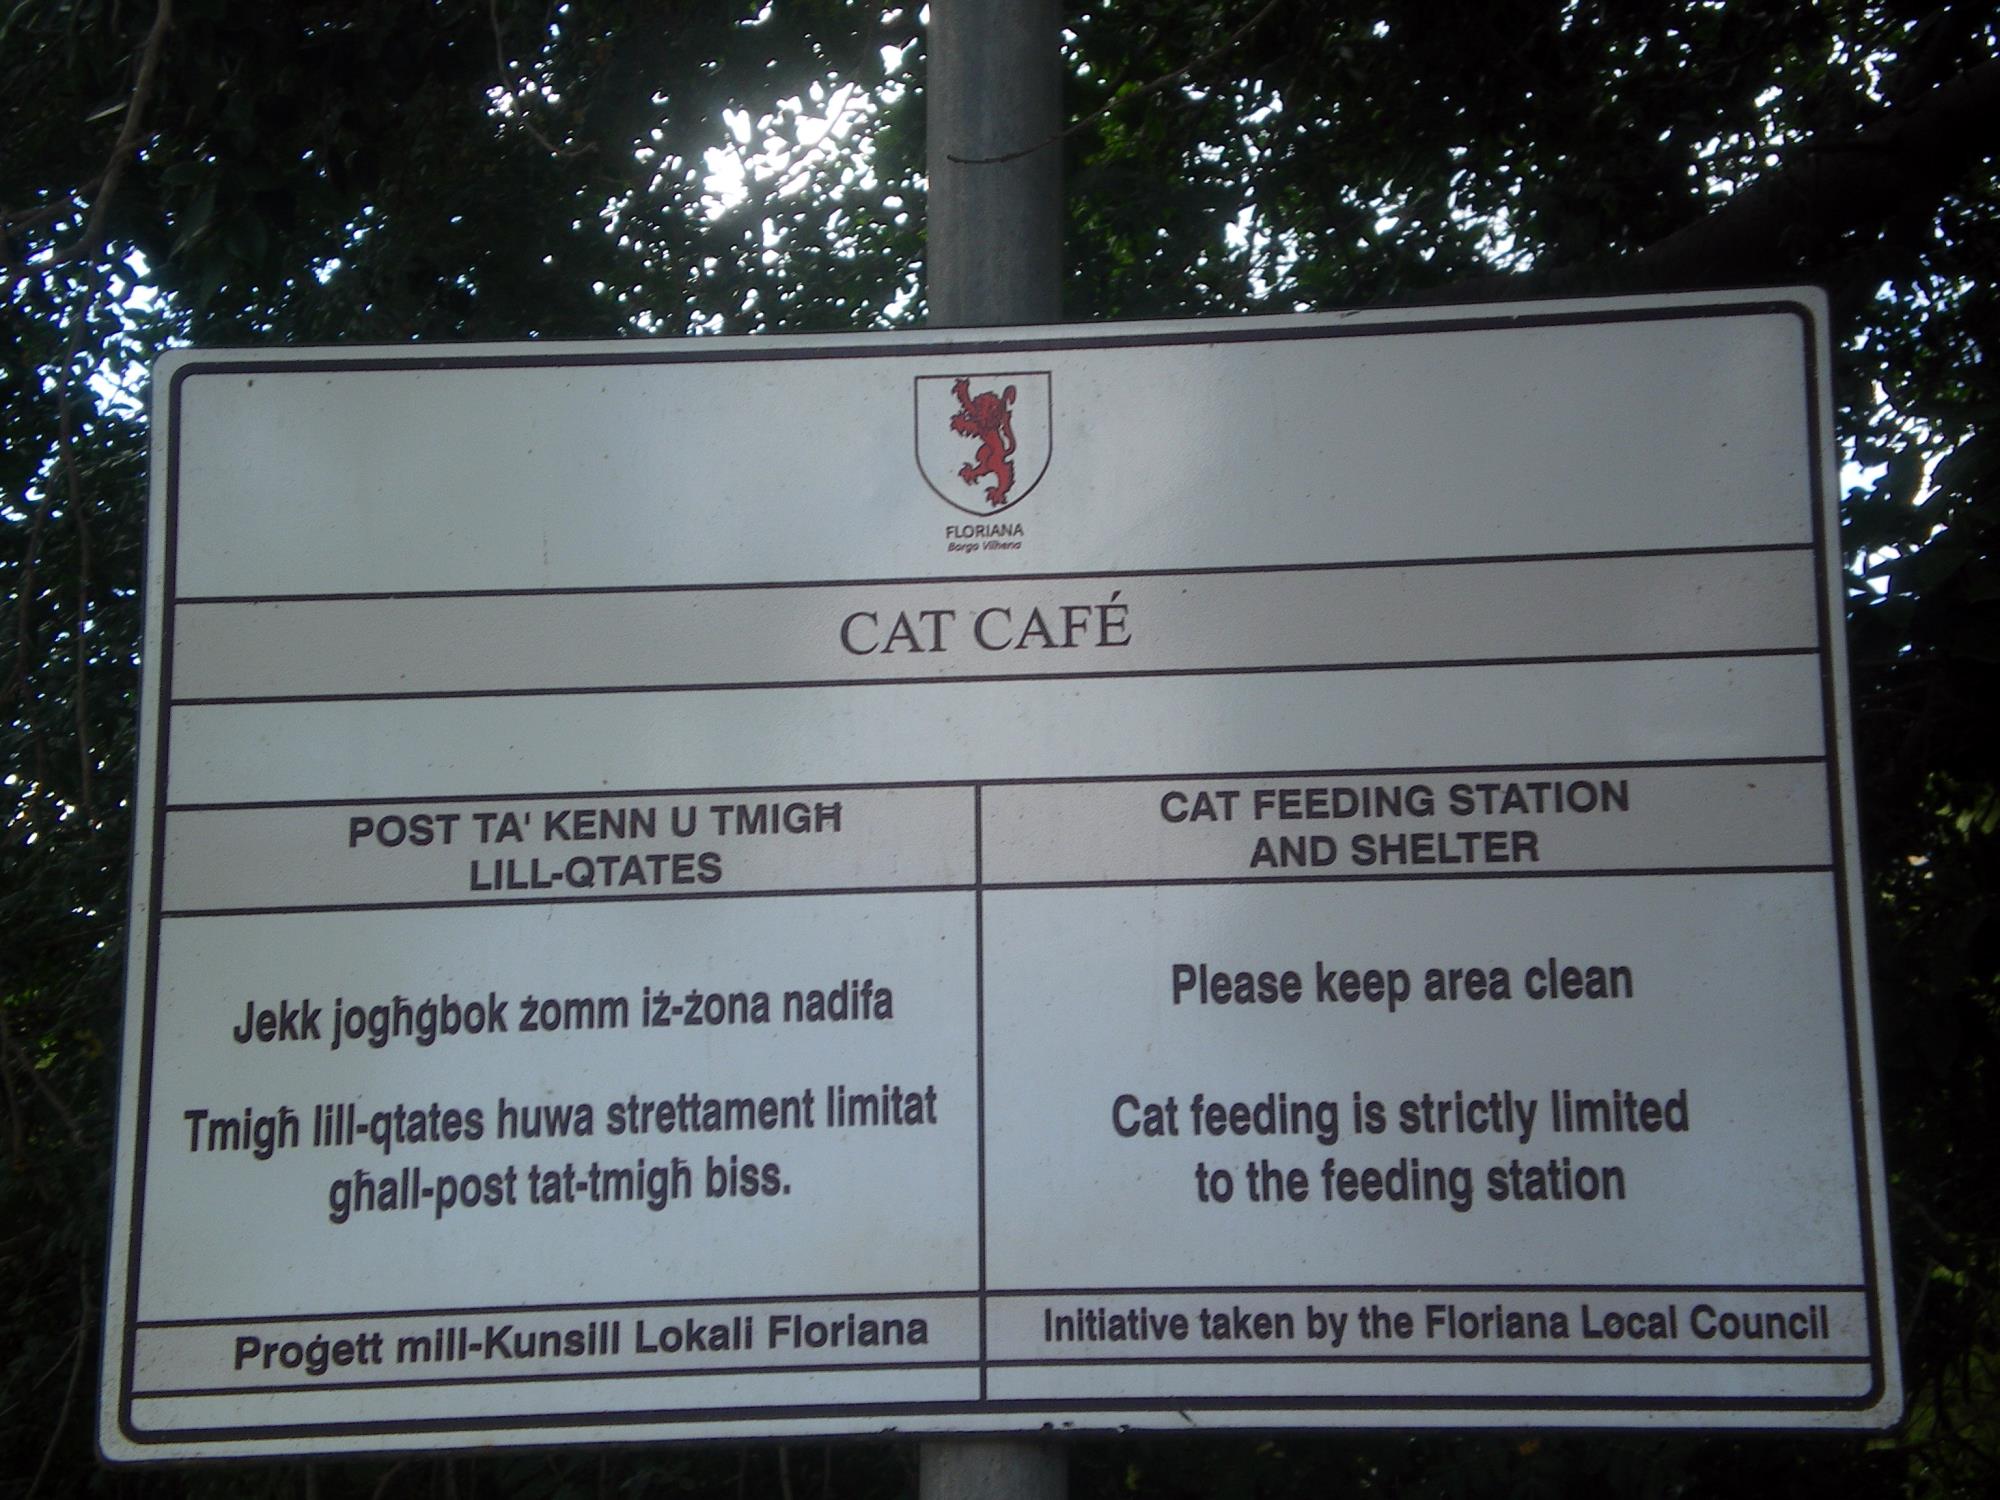 FLORIANA
Borgo Vilhena
CAT CAFÉ
POST TA' KENN U TMIGĦ
LILL-QTATES
Jekk jogħġbok żomm iż-żona nadifa
Tmigħ lill-qtates huwa strettament limitat
għall-post tat-tmigħ biss.
Proġett mill-Kunsill Lokali Floriana
CAT FEEDING STATION
AND SHELTER
Please keep area clean
Cat feeding is strictly limited
to the feeding station
Initiative taken by the Floriana Local Council